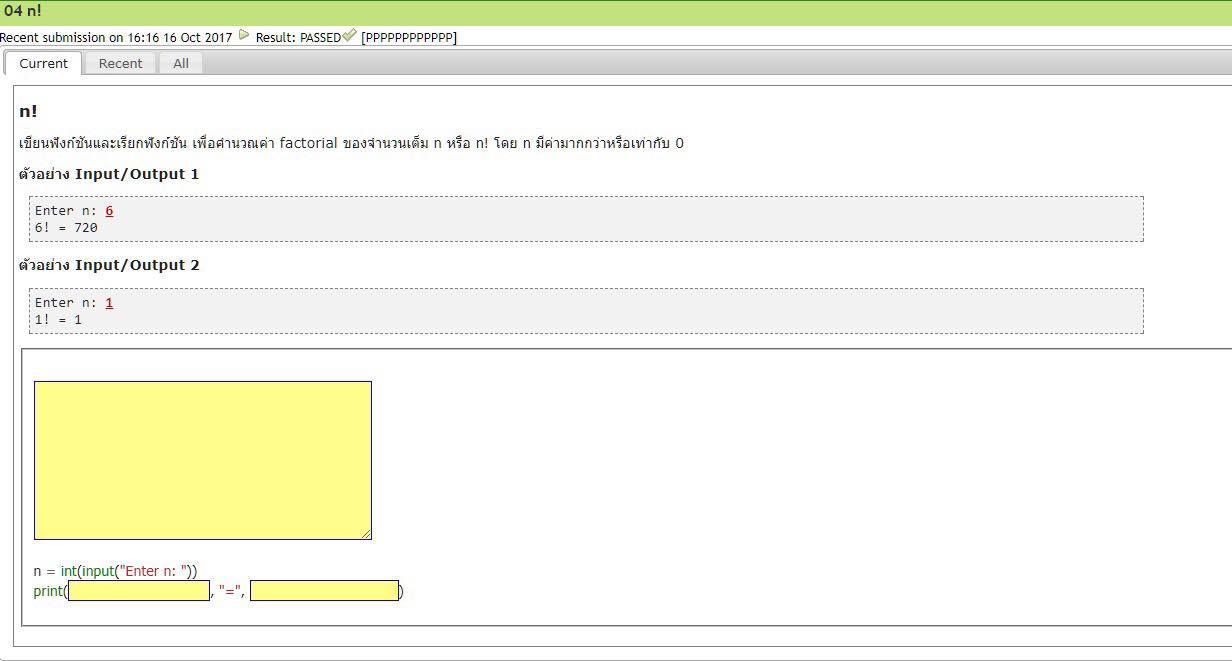 04 n!
Recent submission on 16:16 16 Oct 2017 Result: PASSED [PPPPPPPPPPPP]
Current Recent All
n!
เขียนฟังก์ชันและเรียกฟังก์ชัน เพื่อคำนวณค่า factorial ของจำนวนเต็ม n หรือ n! โดย n มีค่ามากกว่าหรือเท่ากับ 0
ตัวอย่าง Input/Output 1
Enter n: 6
6! = 720
ตัวอย่าง Input/Output 2
Enter n: 1
1! = 1
n = int(input("Enter n: "))
print( , "=", )